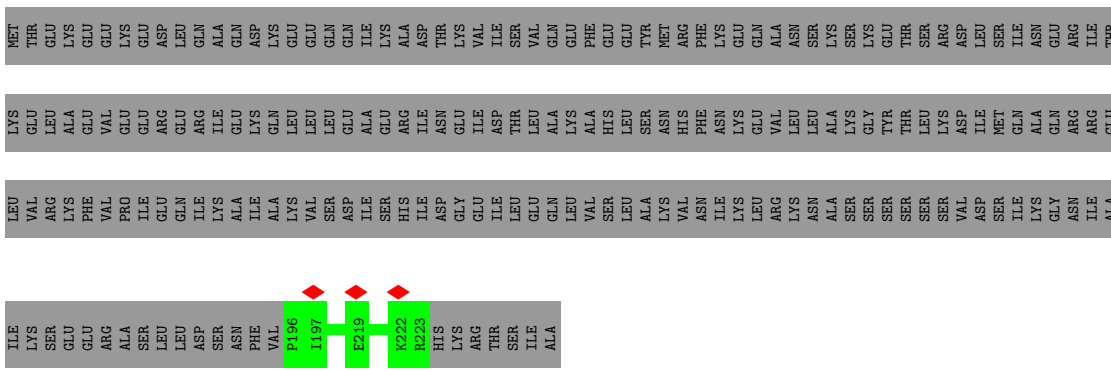 MET THR GLU LYS GLU GLU LYS GLU ASP LEU GLN ALA GLN ASP LYS GLU GLU GLN GLN ILE LYS ALA ASP THR LYS VAL ILE SER VAL GLN GLU PHE GLU GLU TYR MET ARG PHE LYS GLU GLN ALA ASN SER LYS SER LYS GLU THR SER ARG ASP LEU SER ILE ASN GLU ARG ILE THR
LYS GLU LEU ALA GLU VAL GLU GLU ARG GLU ARG ILE GLU LYS GLN LEU LEU LEU GLU ALA GLU ARG ILE ASN GLU ILE ASP THR LEU ALA LYS ALA HIS LEU SER ASN HIS PHE ASN LYS GLU VAL LEU LEU ALA LYS GLY TYR THR LEU LYS ASP ILE MET GLN ALA GLN ARG ARG GLU
LEU VAL ARG LYS PHE VAL PRO ILE GLU GLN ILE LYS ALA ILE ALA LYS VAL SER ASP ILE SER HIS ILE ASP GLY GLU ILE LEU GLU GLN LEU VAL SER LEU ALA LYS VAL ASN ILE LYS LEU ARG LYS ASN ALA SER SER SER SER SER SER VAL ASP SER ILE LYS GLY ASN ILE ALA
ILE LYS SER GLU GLU ARG ALA SER LEU LEU ASP SER ASN PHE VAL P196 I197 E219 K222 R223 HIS LYS ARG THR SER ILE ALA